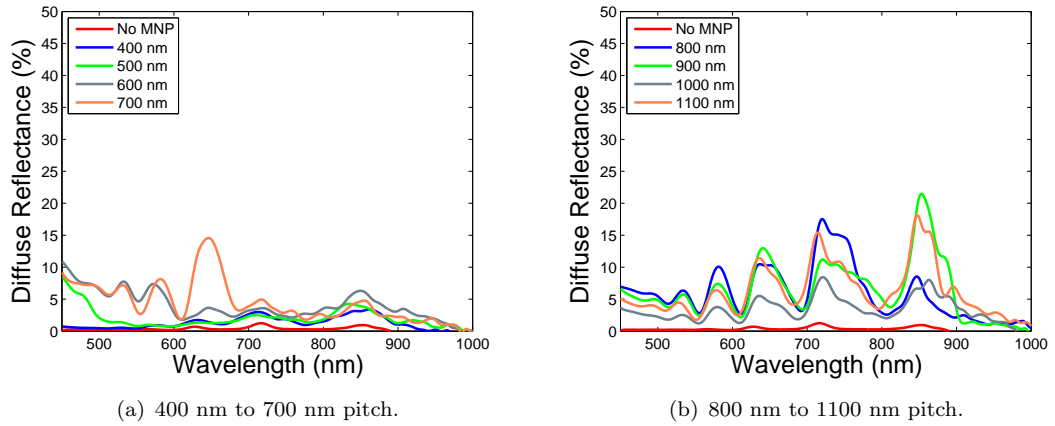 50
45
40
35
30
25
20
15
10
5
0
Diffuse Reflectance (%)
No MNP
400 nm
500 nm
600 nm
700 nm
500 600 700 800 900 1000
Wavelength (nm)
(a) 400 nm to 700 nm pitch.
50
45
40
35
30
25
20
15
10
5
0
Diffuse Reflectance (%)
No MNP
800 nm
900 nm
1000 nm
1100 nm
500 600 700 800 900 1000
Wavelength (nm)
(b) 800 nm to 1100 nm pitch.